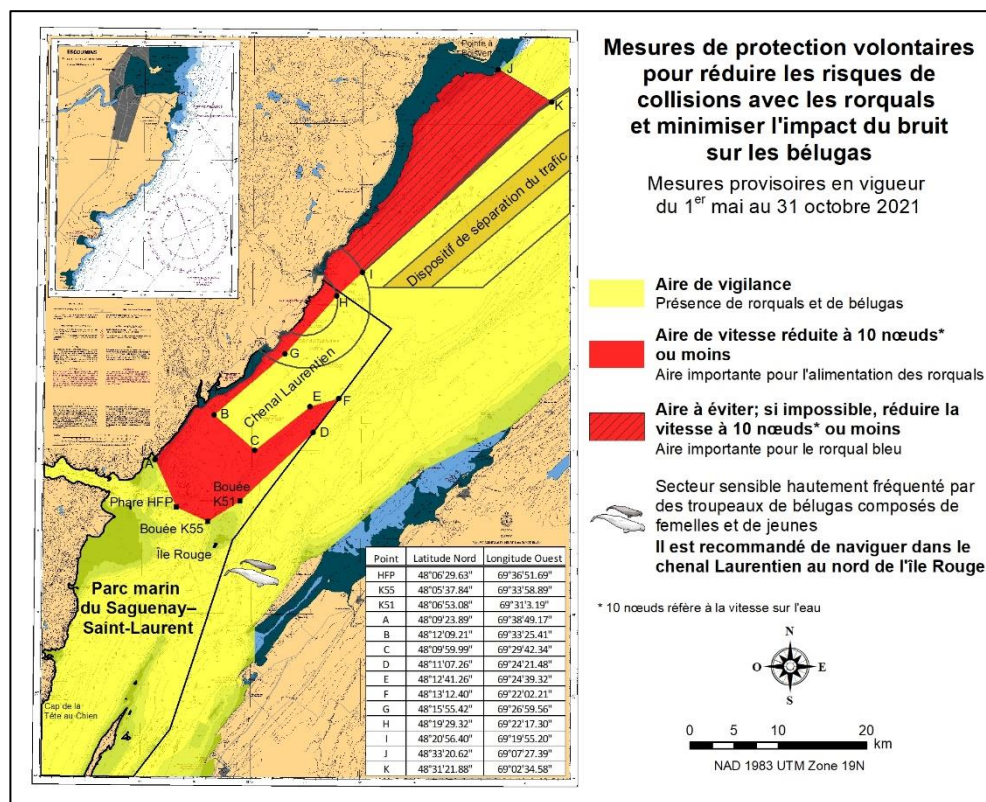 Mesures de protection volontaires
pour réduire les risques de
collisions avec les rorquals
et minimiser l'impact du bruit
sur les bélugas
Mesures provisoires en vigueur
du 1er mai au 31 octobre 2021
Aire de vigilance
Présence de rorquals et de bélugas
Aire de vitesse réduite à 10 nœuds*
ou moins
Aire importante pour l'alimentation des rorquals
Aire à éviter; si impossible, réduire la
vitesse à 10 nœuds* ou moins
Aire importante pour le rorqual bleu
Secteur sensible hautement fréquenté par
des troupeaux de bélugas composés de
femelles et de jeunes
Il est recommandé de naviguer dans le
chenal Laurentien au nord de l'île Rouge
* 10 nœuds réfère à la vitesse sur l'eau
N
O E
S
0 5 10 20
km
NAD 1983 UTM Zone 19N
ESCOUMINS
Pointe à
J
K
Dispositif de séparation du trafic
I
H
G
Chenal Laurentien
E
F
B
D
C
A
Bouée
K51
Phare HFP
Bouée K55
Île Rouge
Parc marin
du Saguenay–
Saint-Laurent
Cap de la
Tête au Chien
Point Latitude Nord Longitude Ouest
HFP 48°06'29.63" 69°36'51.69"
K55 48°05'37.84" 69°33'58.89"
K51 48°06'53.08" 69°31'3.19"
A 48°09'23.89" 69°38'49.17"
B 48°12'09.21" 69°33'25.41"
C 48°09'59.99" 69°29'42.34"
D 48°11'07.26" 69°24'21.48"
E 48°12'41.26" 69°24'39.32"
F 48°13'12.40" 69°22'02.21"
G 48°15'55.42" 69°26'59.56"
H 48°19'29.32" 69°22'17.30"
I 48°20'56.40" 69°19'55.20"
J 48°33'20.62" 69°07'27.39"
K 48°31'21.88" 69°02'34.58"